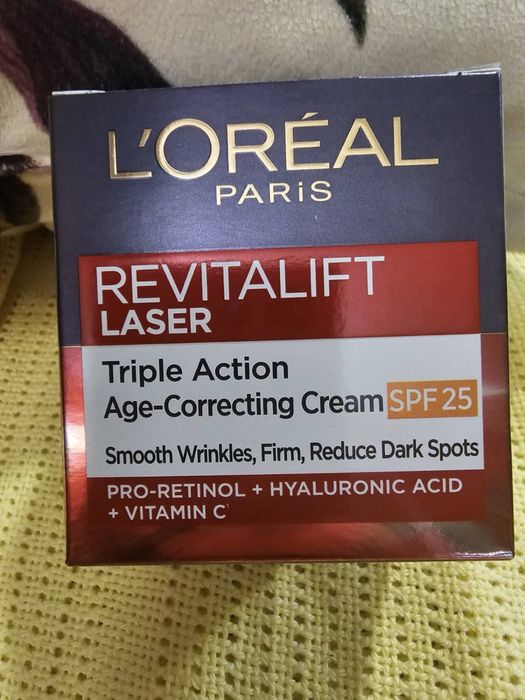 L'ORÉAL
PARiS
REVITALIFT
LASER
Triple Action
Age-Correcting Cream SPF 25
Smooth Wrinkles, Firm, Reduce Dark Spots
PRO-RETINOL + HYALURONIC ACID
+ VITAMIN C¹